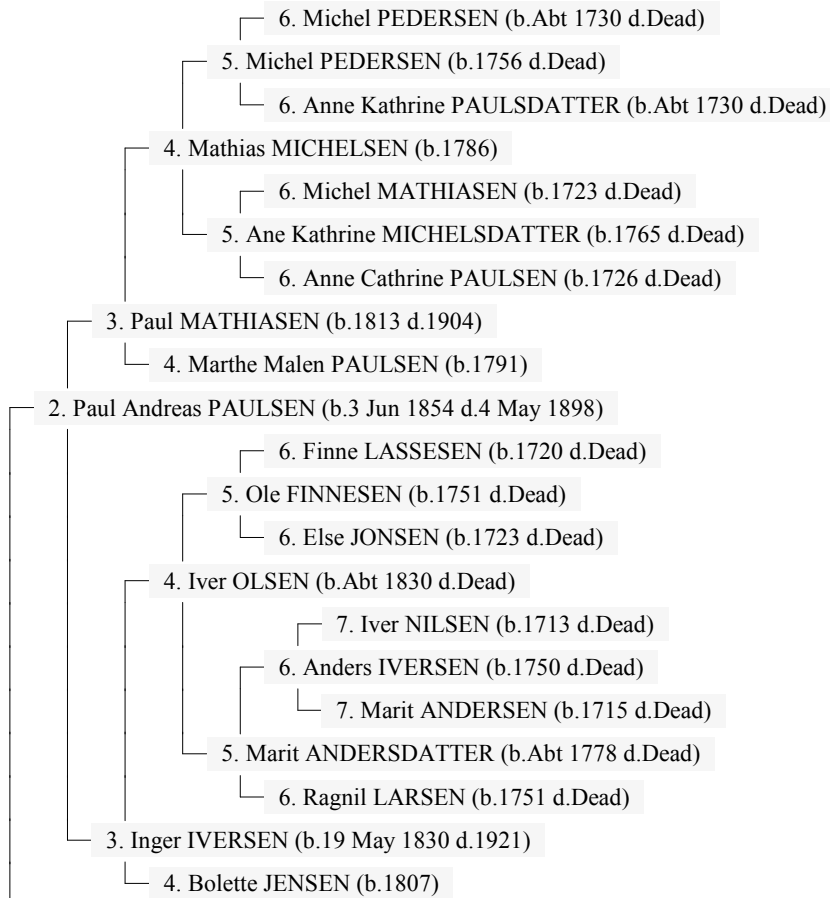 6. Michel PEDERSEN (b.Abt 1730 d.Dead)
5. Michel PEDERSEN (b.1756 d.Dead)
6. Anne Kathrine PAULSDATTER (b.Abt 1730 d.Dead)
4. Mathias MICHELSEN (b.1786)
6. Michel MATHIASEN (b.1723 d.Dead)
5. Ane Kathrine MICHELSDATTER (b.1765 d.Dead)
6. Anne Cathrine PAULSEN (b.1726 d.Dead)
3. Paul MATHIASEN (b.1813 d.1904)
4. Marthe Malen PAULSEN (b.1791)
2. Paul Andreas PAULSEN (b.3 Jun 1854 d.4 May 1898)
6. Finne LASSESEN (b.1720 d.Dead)
5. Ole FINNESEN (b.1751 d.Dead)
6. Else JONSEN (b.1723 d.Dead)
4. Iver OLSEN (b.Abt 1830 d.Dead)
7. Iver NILSEN (b.1713 d.Dead)
6. Anders IVERSEN (b.1750 d.Dead)
7. Marit ANDERSEN (b.1715 d.Dead)
5. Marit ANDERSDATTER (b.Abt 1778 d.Dead)
6. Ragnil LARSEN (b.1751 d.Dead)
3. Inger IVERSEN (b.19 May 1830 d.1921)
4. Bolette JENSEN (b.1807)